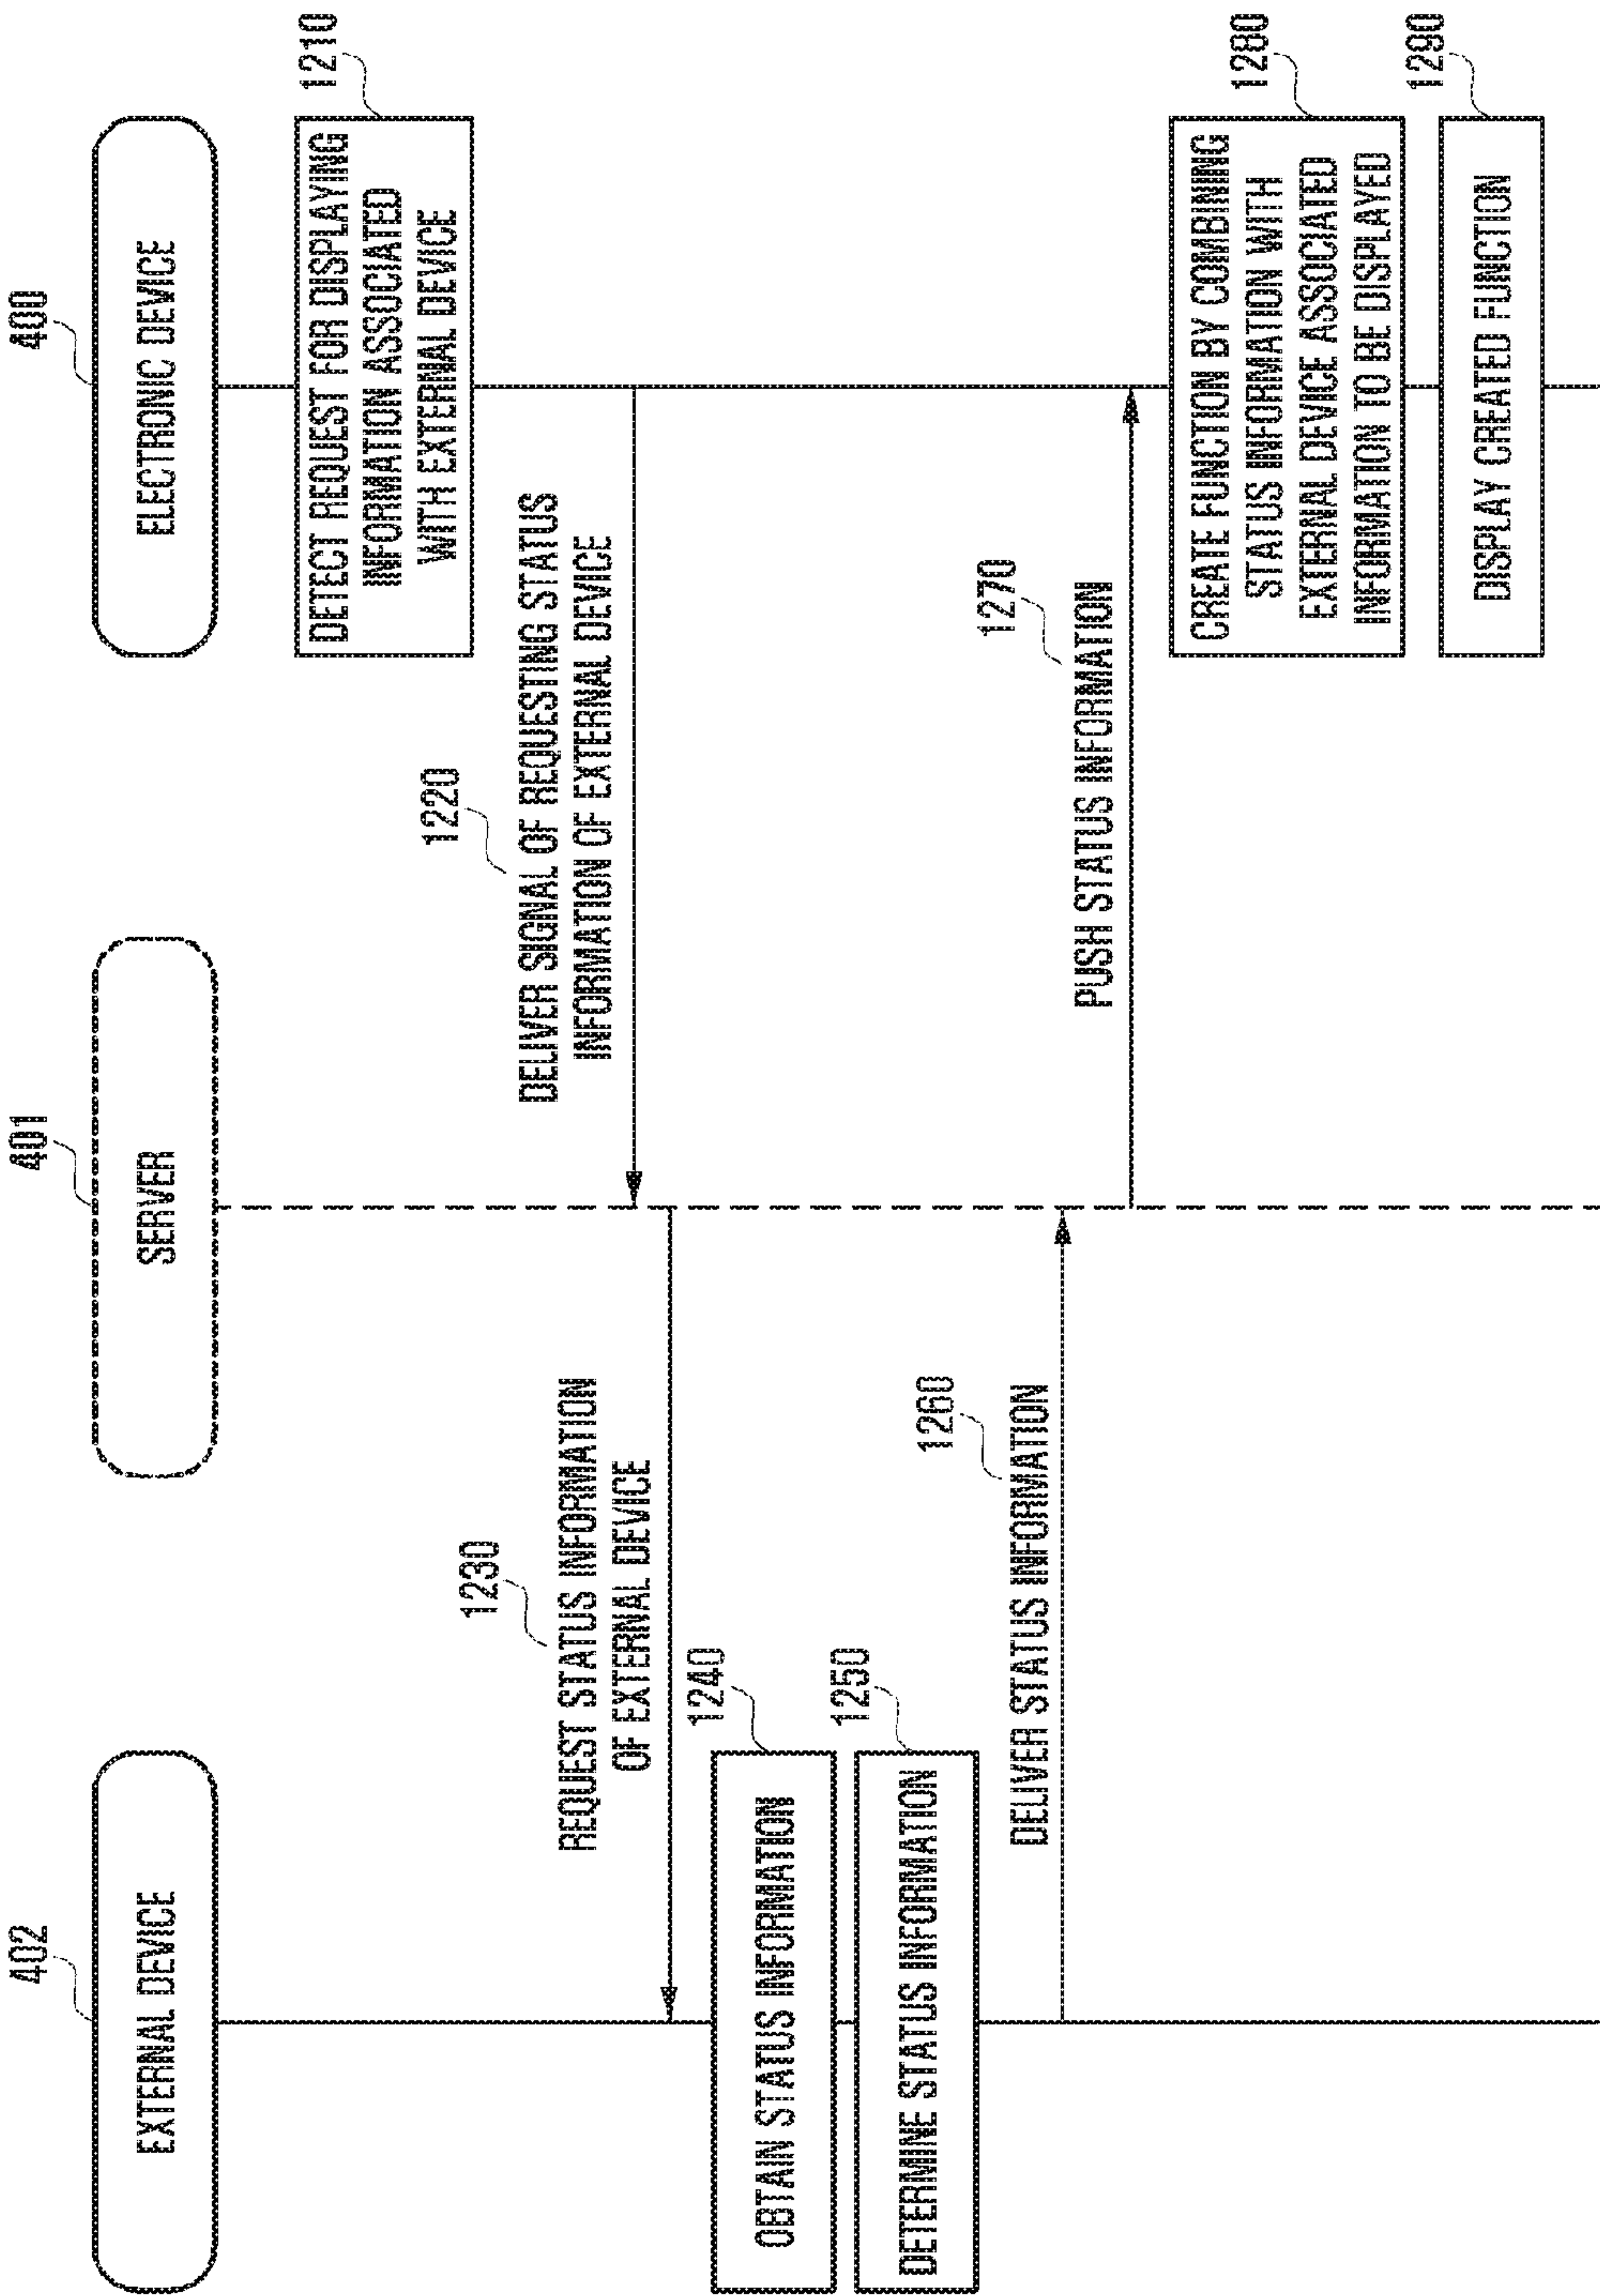 402
EXTERNAL DEVICE
401
SERVER
400
ELECTRONIC DEVICE
1210
DETECT REQUEST FOR DISPLAYING
INFORMATION ASSOCIATED
WITH EXTERNAL DEVICE
1220
DELIVER SIGNAL OF REQUESTING STATUS
INFORMATION OF EXTERNAL DEVICE
1230
REQUEST STATUS INFORMATION
OF EXTERNAL DEVICE
1240
OBTAIN STATUS INFORMATION
1250
DETERMINE STATUS INFORMATION
1260
DELIVER STATUS INFORMATION
1270
PUSH STATUS INFORMATION
1280
CREATE FUNCTION BY COMBINING
STATUS INFORMATION WITH
EXTERNAL DEVICE ASSOCIATED
INFORMATION TO BE DISPLAYED
1290
DISPLAY CREATED FUNCTION